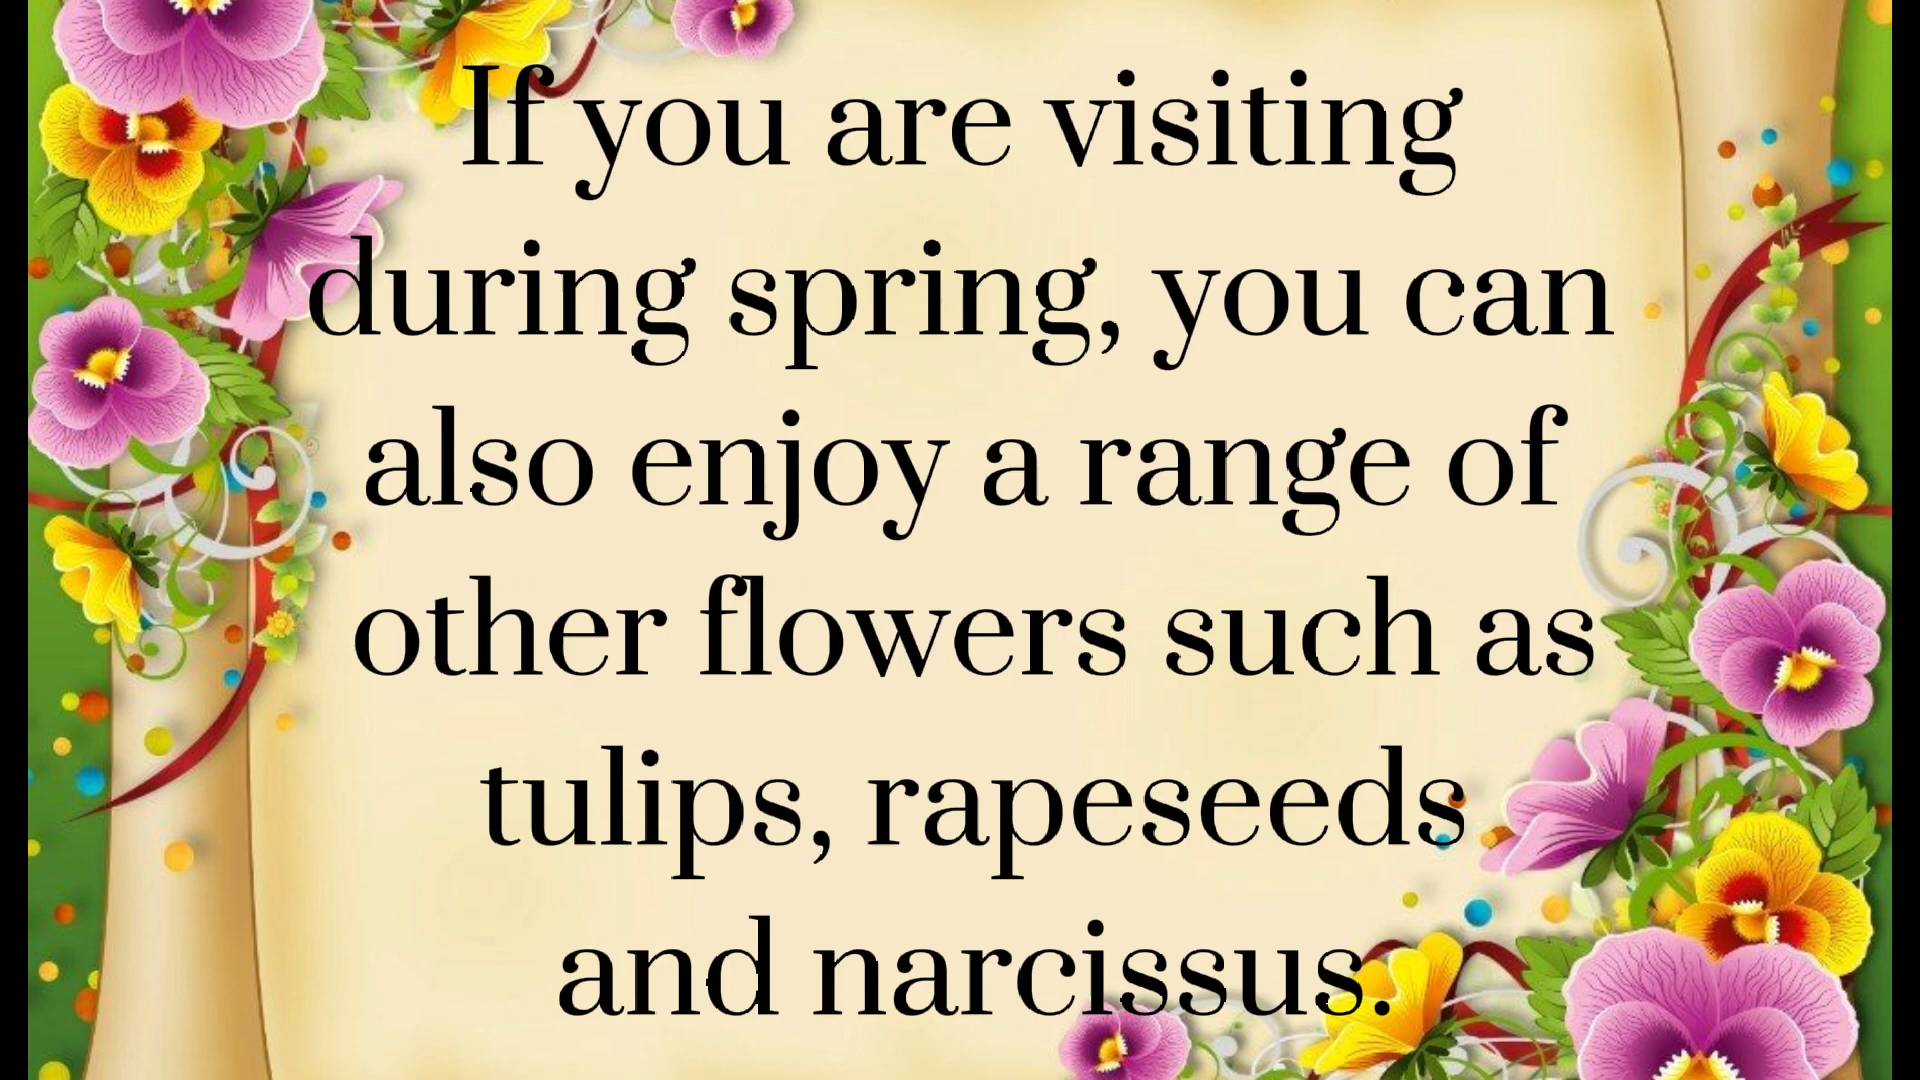 If you are visiting
during spring, you can
also enjoy a range of
other flowers such as
tulips, rapeseeds
and narcissus.